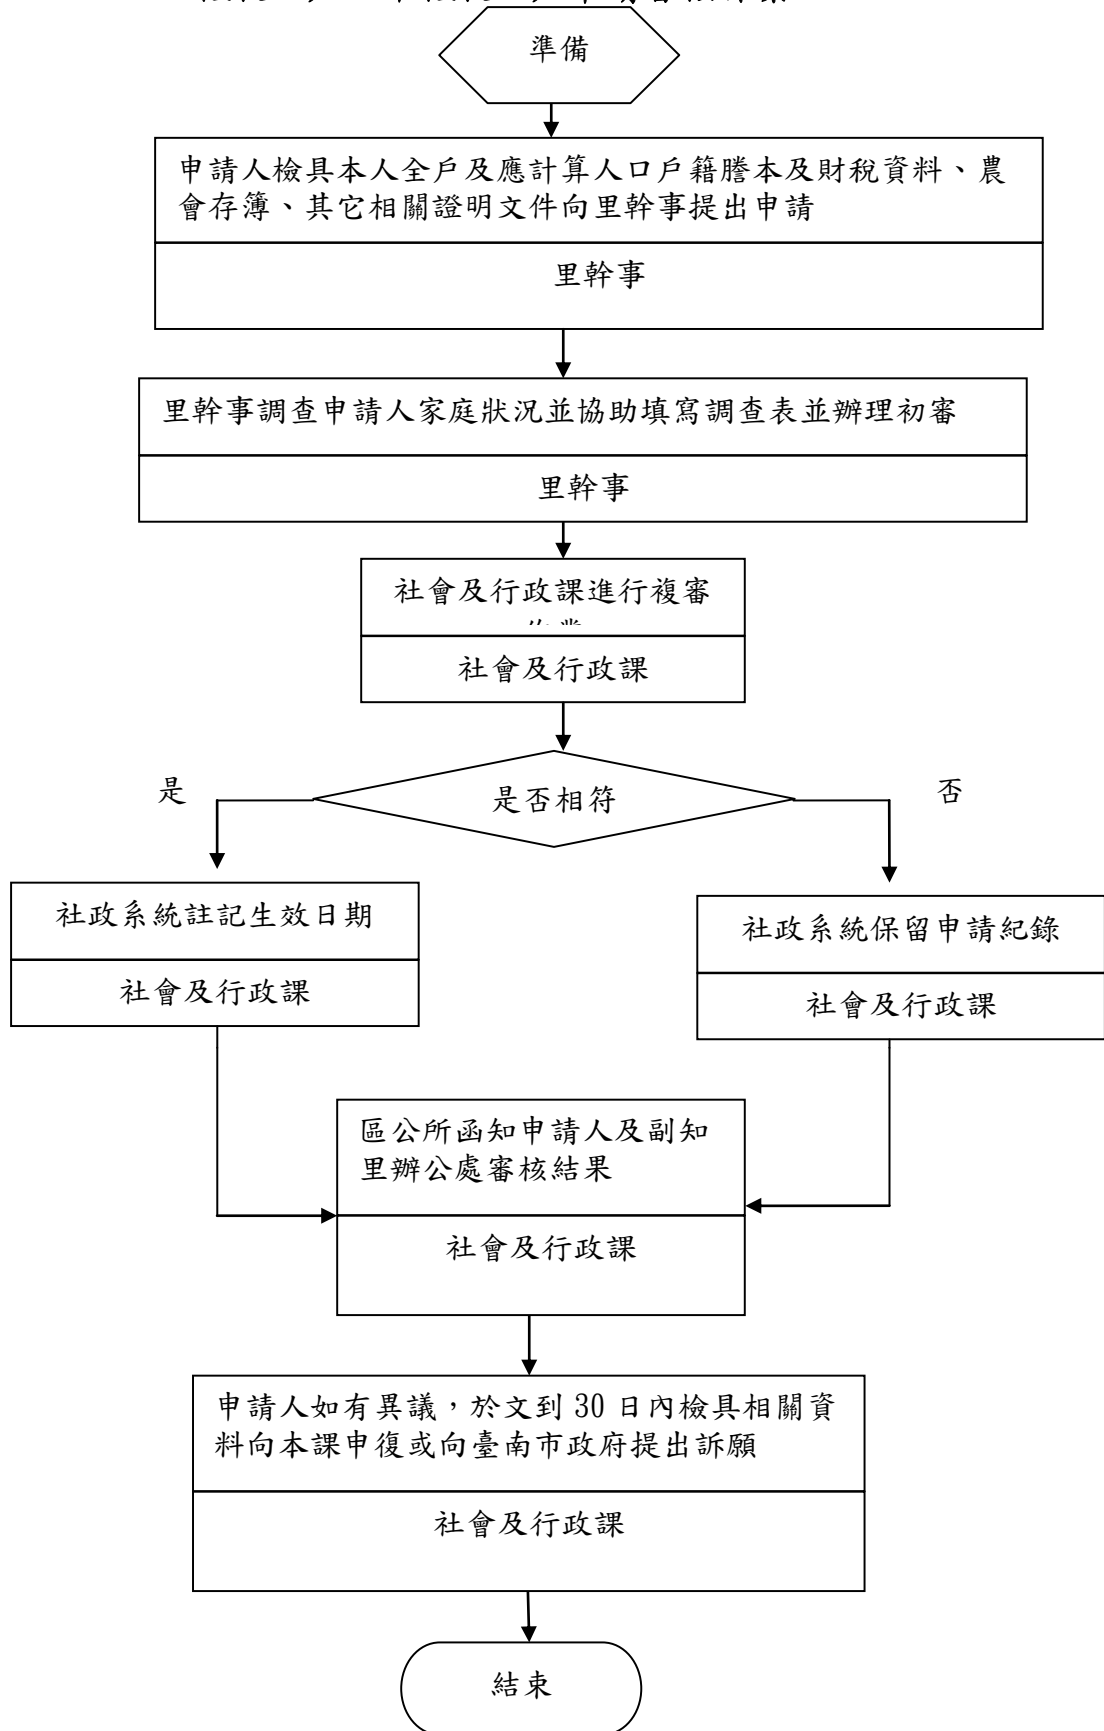 準備
申請人檢具本人全戶及應計算人口戶籍謄本及財稅資料、農
會存簿、其它相關證明文件向里幹事提出申請
里幹事
里幹事調查申請人家庭狀況並協助填寫調查表並辦理初審
里幹事
社會及行政課進行複審
社會及行政課
是否相符
是
否
社政系統註記生效日期
社會及行政課
社政系統保留申請紀錄
社會及行政課
區公所函知申請人及副知
里辦公處審核結果
社會及行政課
申請人如有異議，於文到 30 日內檢具相關資
料向本課申復或向臺南市政府提出訴願
社會及行政課
結束